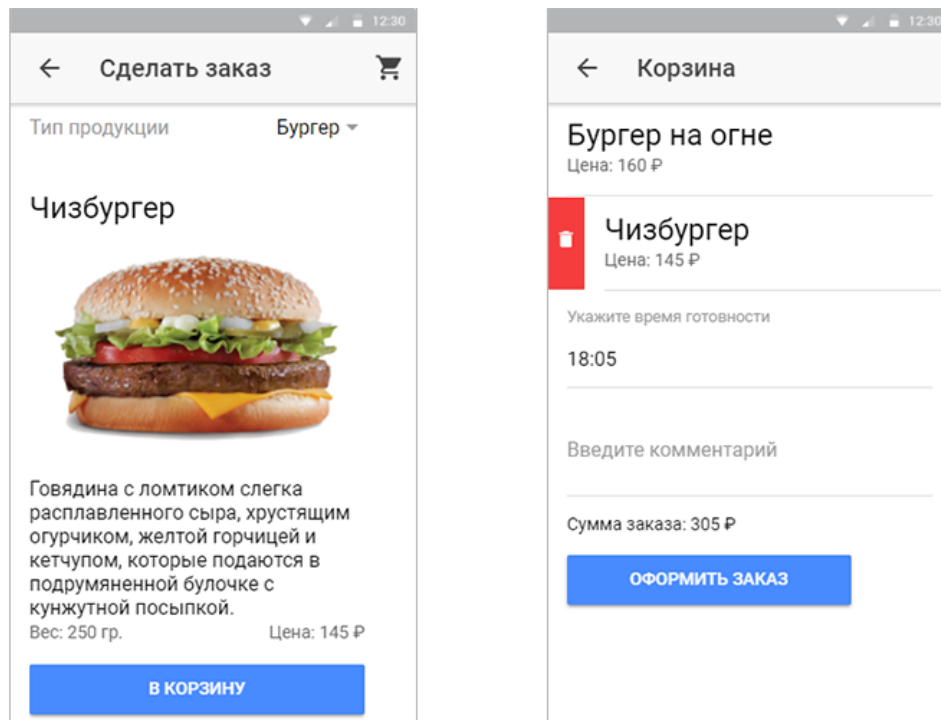 12:30
Сделать заказ
Тип продукции Бургер
Чизбургер
Говядина с ломтиком слегка
расплавленного сыра, хрустящим
огурчиком, желтой горчицей и
кетчупом, которые подаются в
подрумяненной булочке с
кунжутной посыпкой.
Вес: 250 гр. Цена: 145 ₽
В КОРЗИНУ
12:30
Корзина
Бургер на огне
Цена: 160 ₽
Чизбургер
Цена: 145 ₽
Укажите время готовности
18:05
Введите комментарий
Сумма заказа: 305 ₽
ОФОРМИТЬ ЗАКАЗ